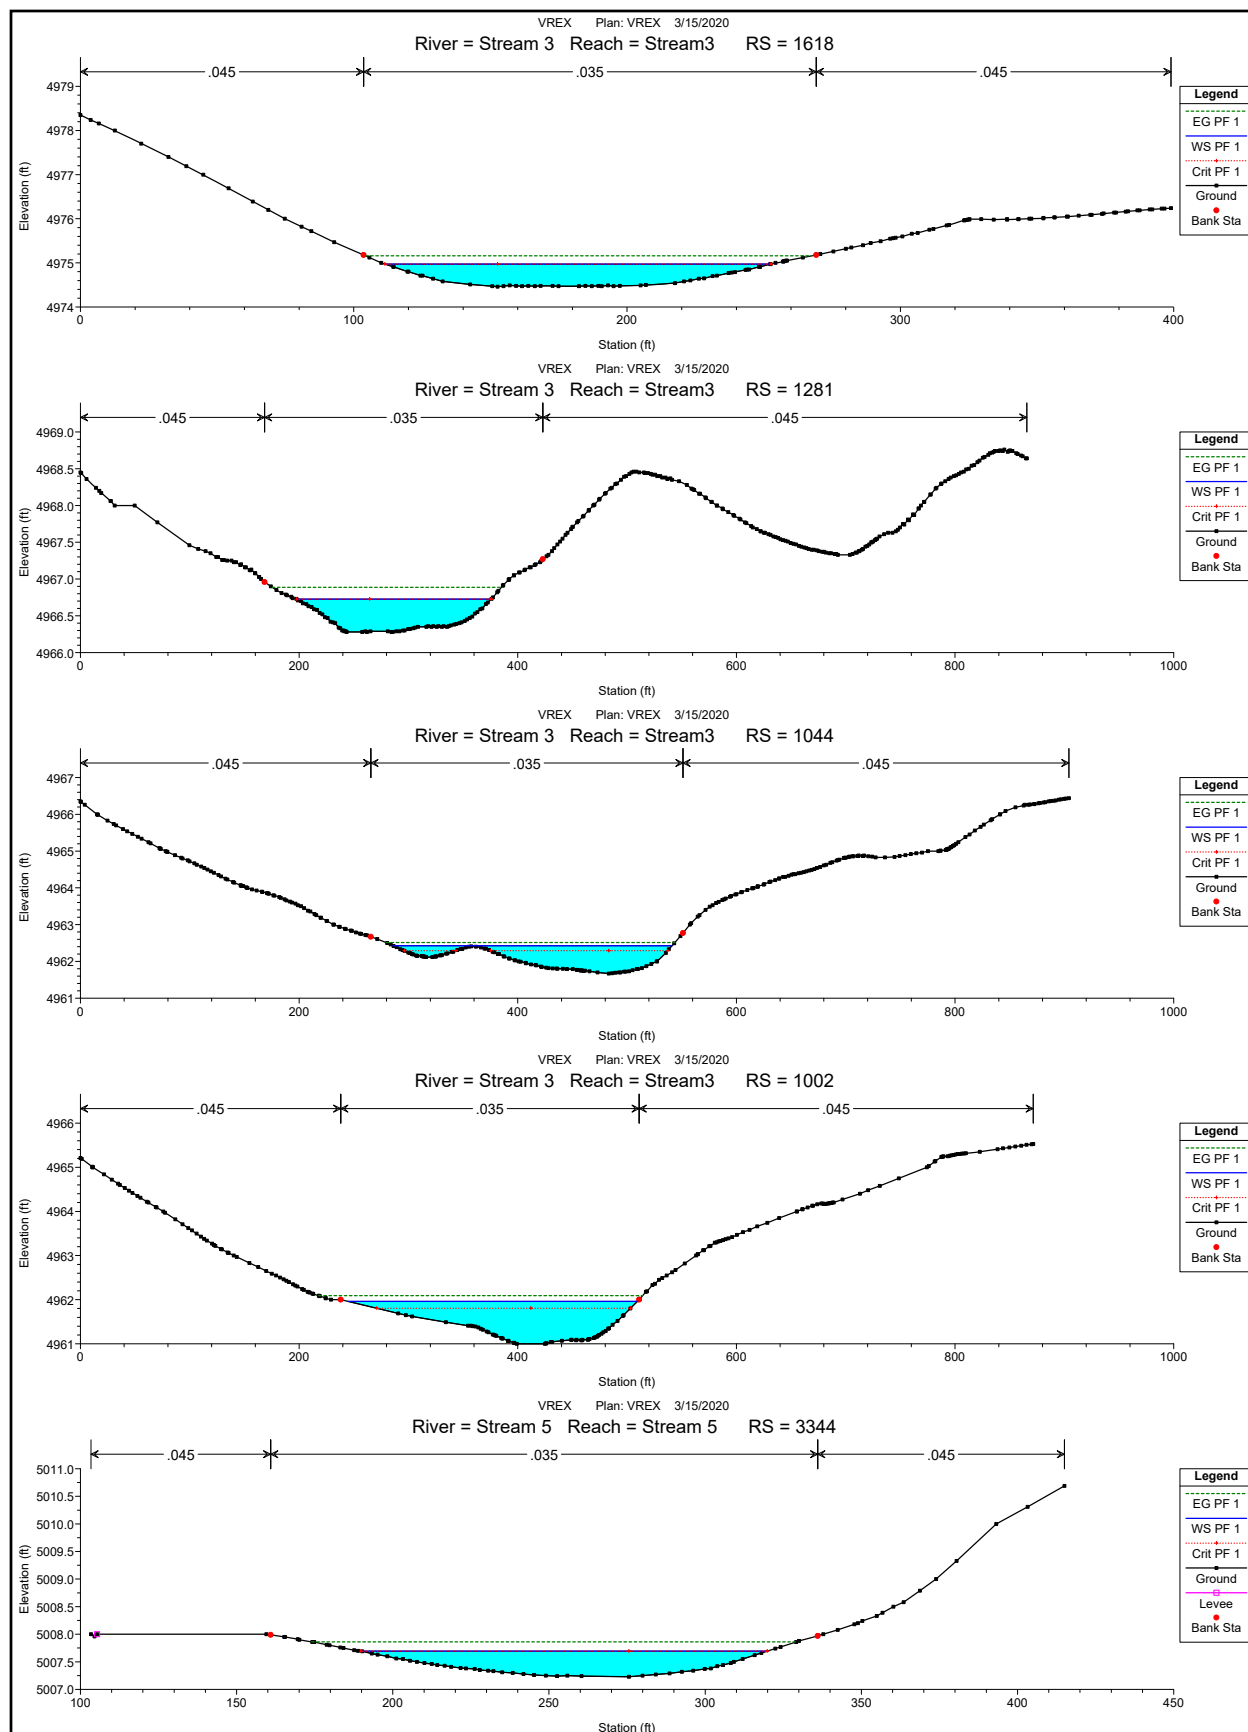 VREX Plan: VREX 3/15/2020
River = Stream 3 Reach = Stream3 RS = 1618
.045 .035 .045
4979
4978
4977
4976
4975
4974
Elevation (ft)
0 100 200 300 400
Station (ft)
Legend
EG PF 1
WS PF 1
Crit PF 1
Ground
Bank Sta
VREX Plan: VREX 3/15/2020
River = Stream 3 Reach = Stream3 RS = 1281
.045 .035 .045
4969.0
4968.5
4968.0
4967.5
4967.0
4966.5
4966.0
Elevation (ft)
0 200 400 600 800 1000
Station (ft)
Legend
EG PF 1
WS PF 1
Crit PF 1
Ground
Bank Sta
VREX Plan: VREX 3/15/2020
River = Stream 3 Reach = Stream3 RS = 1044
.045 .035 .045
4967
4966
4965
4964
4963
4962
4961
Elevation (ft)
0 200 400 600 800 1000
Station (ft)
Legend
EG PF 1
WS PF 1
Crit PF 1
Ground
Bank Sta
VREX Plan: VREX 3/15/2020
River = Stream 3 Reach = Stream3 RS = 1002
.045 .035 .045
4966
4965
4964
4963
4962
4961
Elevation (ft)
0 200 400 600 800 1000
Station (ft)
Legend
EG PF 1
WS PF 1
Crit PF 1
Ground
Bank Sta
VREX Plan: VREX 3/15/2020
River = Stream 5 Reach = Stream 5 RS = 3344
.045 .035 .045
5011.0
5010.5
5010.0
5009.5
5009.0
5008.5
5008.0
5007.5
5007.0
Elevation (ft)
100 150 200 250 300 350 400 450
Station (ft)
Legend
EG PF 1
WS PF 1
Crit PF 1
Ground
Levee
Bank Sta